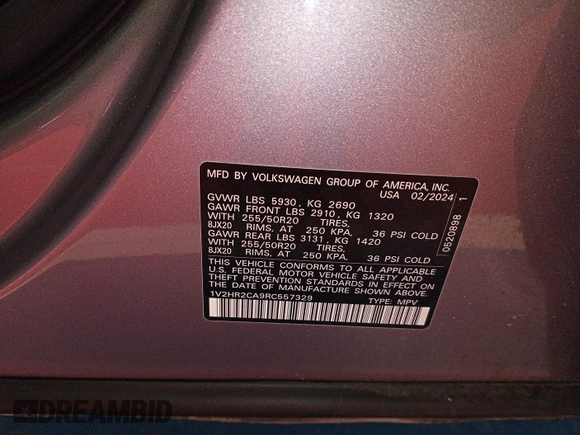 MFD BY VOLKSWAGEN GROUP OF AMERICA, INC.
USA 02/2024
GVWR LBS 5930, KG 2690
GAWR FRONT LBS 2910, KG 1320
WITH 255/50R20 TIRES,
8JX20 RIMS, AT 250 KPA, 36 PSI COLD
GAWR REAR LBS 3131, KG 1420
WITH 255/50R20 TIRES,
8JX20 RIMS, AT 250 KPA, 36 PSI COLD
THIS VEHICLE CONFORMS TO ALL APPLICABLE
U.S. FEDERAL MOTOR VEHICLE SAFETY AND
THEFT PREVENTION STANDARDS IN EFFECT ON
THE DATE OF MANUFACTURE SHOWN ABOVE.
1V2HR2CA9RC557329 TYPE: MPV
0520898 1
DREAMBID